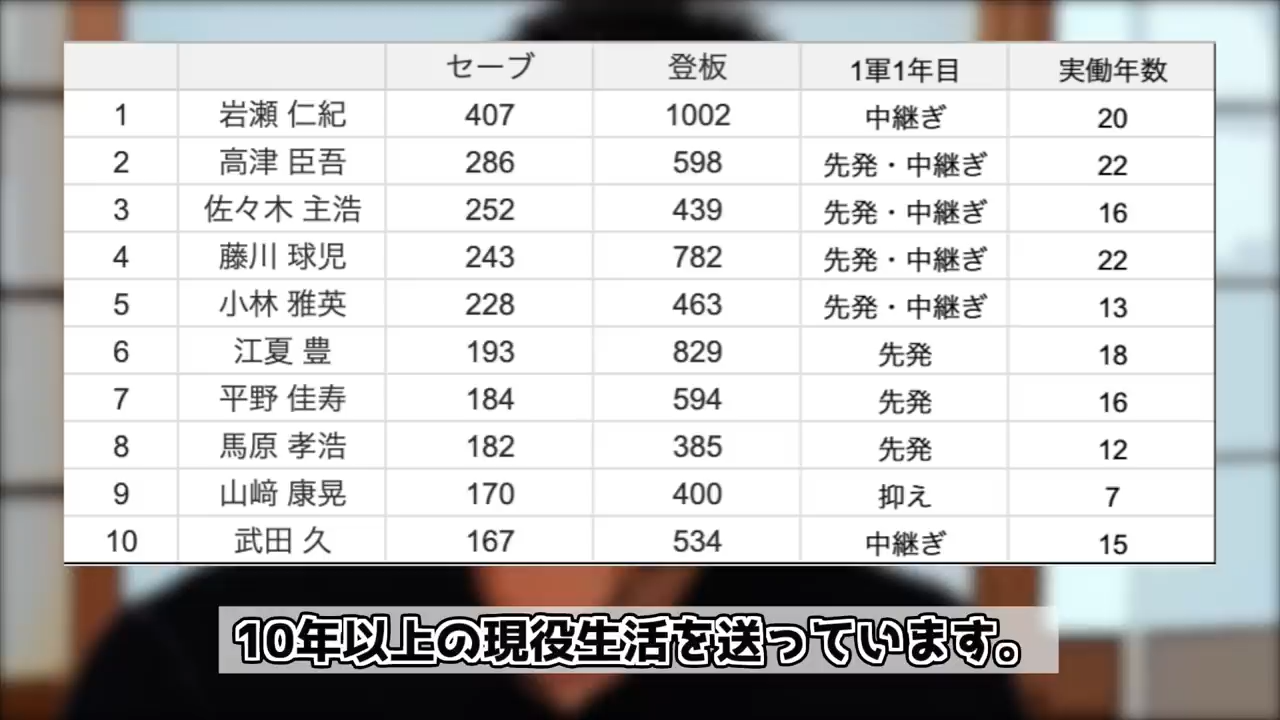 セーブ 登板 1軍1年目 実働年数
1 岩瀬 仁紀 407 1002 中継ぎ 20
2 高津 臣吾 286 598 先発・中継ぎ 22
3 佐々木 主浩 252 439 先発・中継ぎ 16
4 藤川 球児 243 782 先発・中継ぎ 22
5 小林 雅英 228 463 先発・中継ぎ 13
6 江夏 豊 193 829 先発 18
7 平野 佳寿 184 594 先発 16
8 馬原 孝浩 182 385 先発 12
9 山﨑 康晃 170 400 抑え 7
10 武田 久 167 534 中継ぎ 15
10年以上の現役生活を送っています。